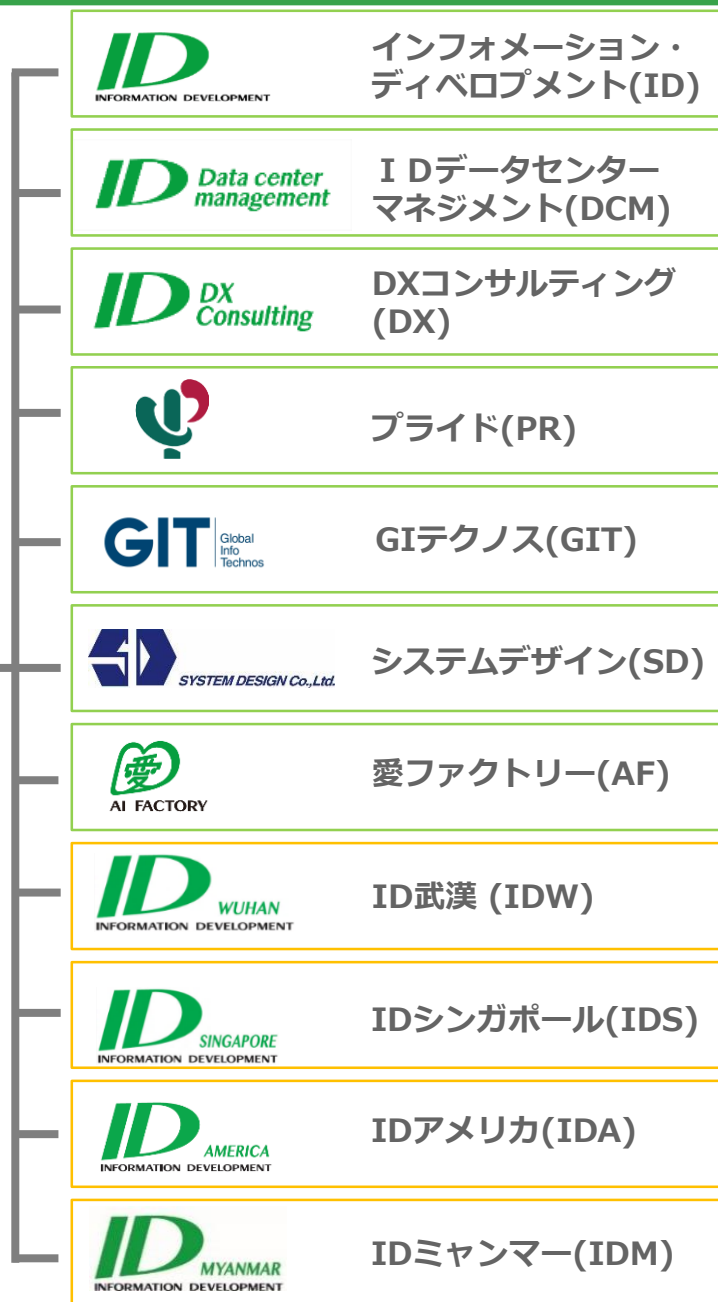 ID
INFORMATION DEVELOPMENT
インフォメーション・
ディベロプメント(ID)
ID Data center
management
ＩＤデータセンター
マネジメント(DCM)
ID DX
Consulting
DXコンサルティング
(DX)
プライド(PR)
GIT
Global
Info
Technos
GIテクノス(GIT)
SD
SYSTEM DESIGN Co.,Ltd.
システムデザイン(SD)
愛
AI FACTORY
愛ファクトリー(AF)
ID WUHAN
INFORMATION DEVELOPMENT
ID武漢 (IDW)
ID SINGAPORE
INFORMATION DEVELOPMENT
IDシンガポール(IDS)
ID AMERICA
INFORMATION DEVELOPMENT
IDアメリカ(IDA)
ID MYANMAR
INFORMATION DEVELOPMENT
IDミャンマー(IDM)